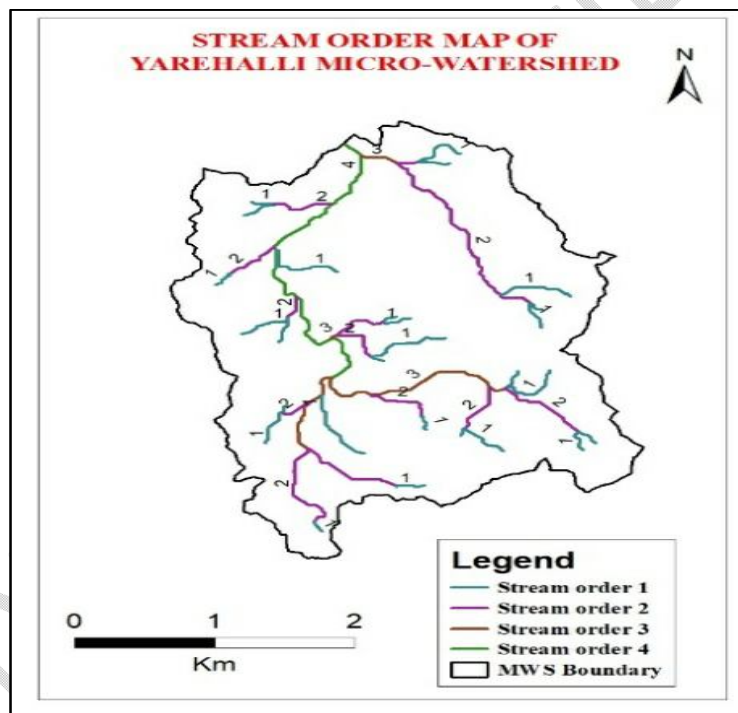 STREAM ORDER MAP OF
YAREHALLI MICRO-WATERSHED
N
3
4
1
2
2
2
1
1
1
2
1
1
3
2
1
1
3
2
1
2
2
2
1
1
1
1
1
2
1
1
Legend
Stream order 1
Stream order 2
Stream order 3
Stream order 4
MWS Boundary
0 1 2
Km